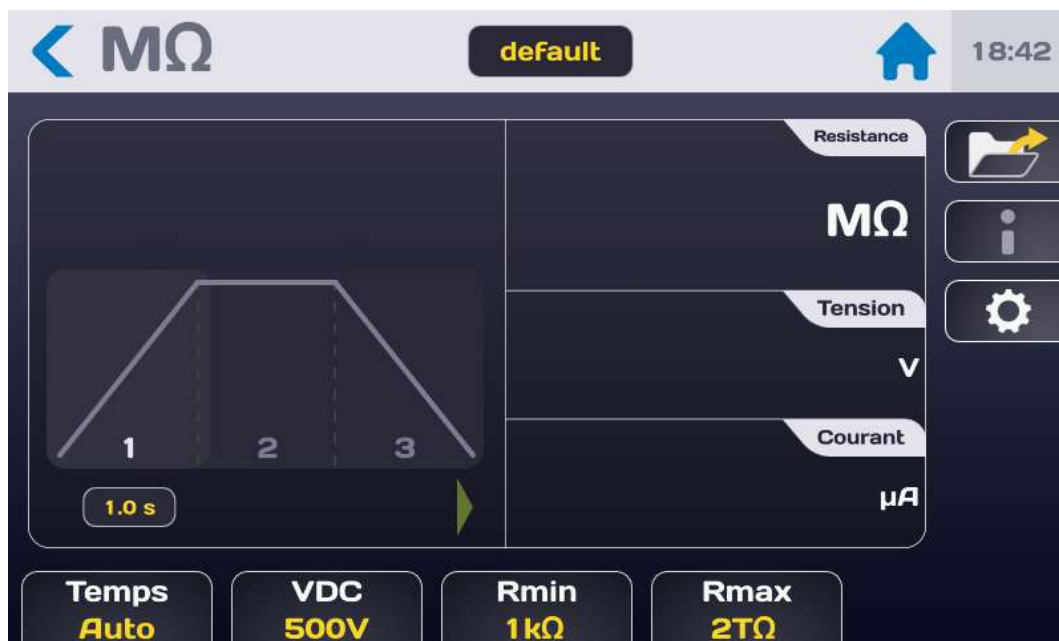 MΩ
default
18:42
Resistance
MΩ
Tension
V
Courant
µA
1 2 3
1.0 s
Temps VDC Rmin Rmax
Auto 500V 1kΩ 2TΩ